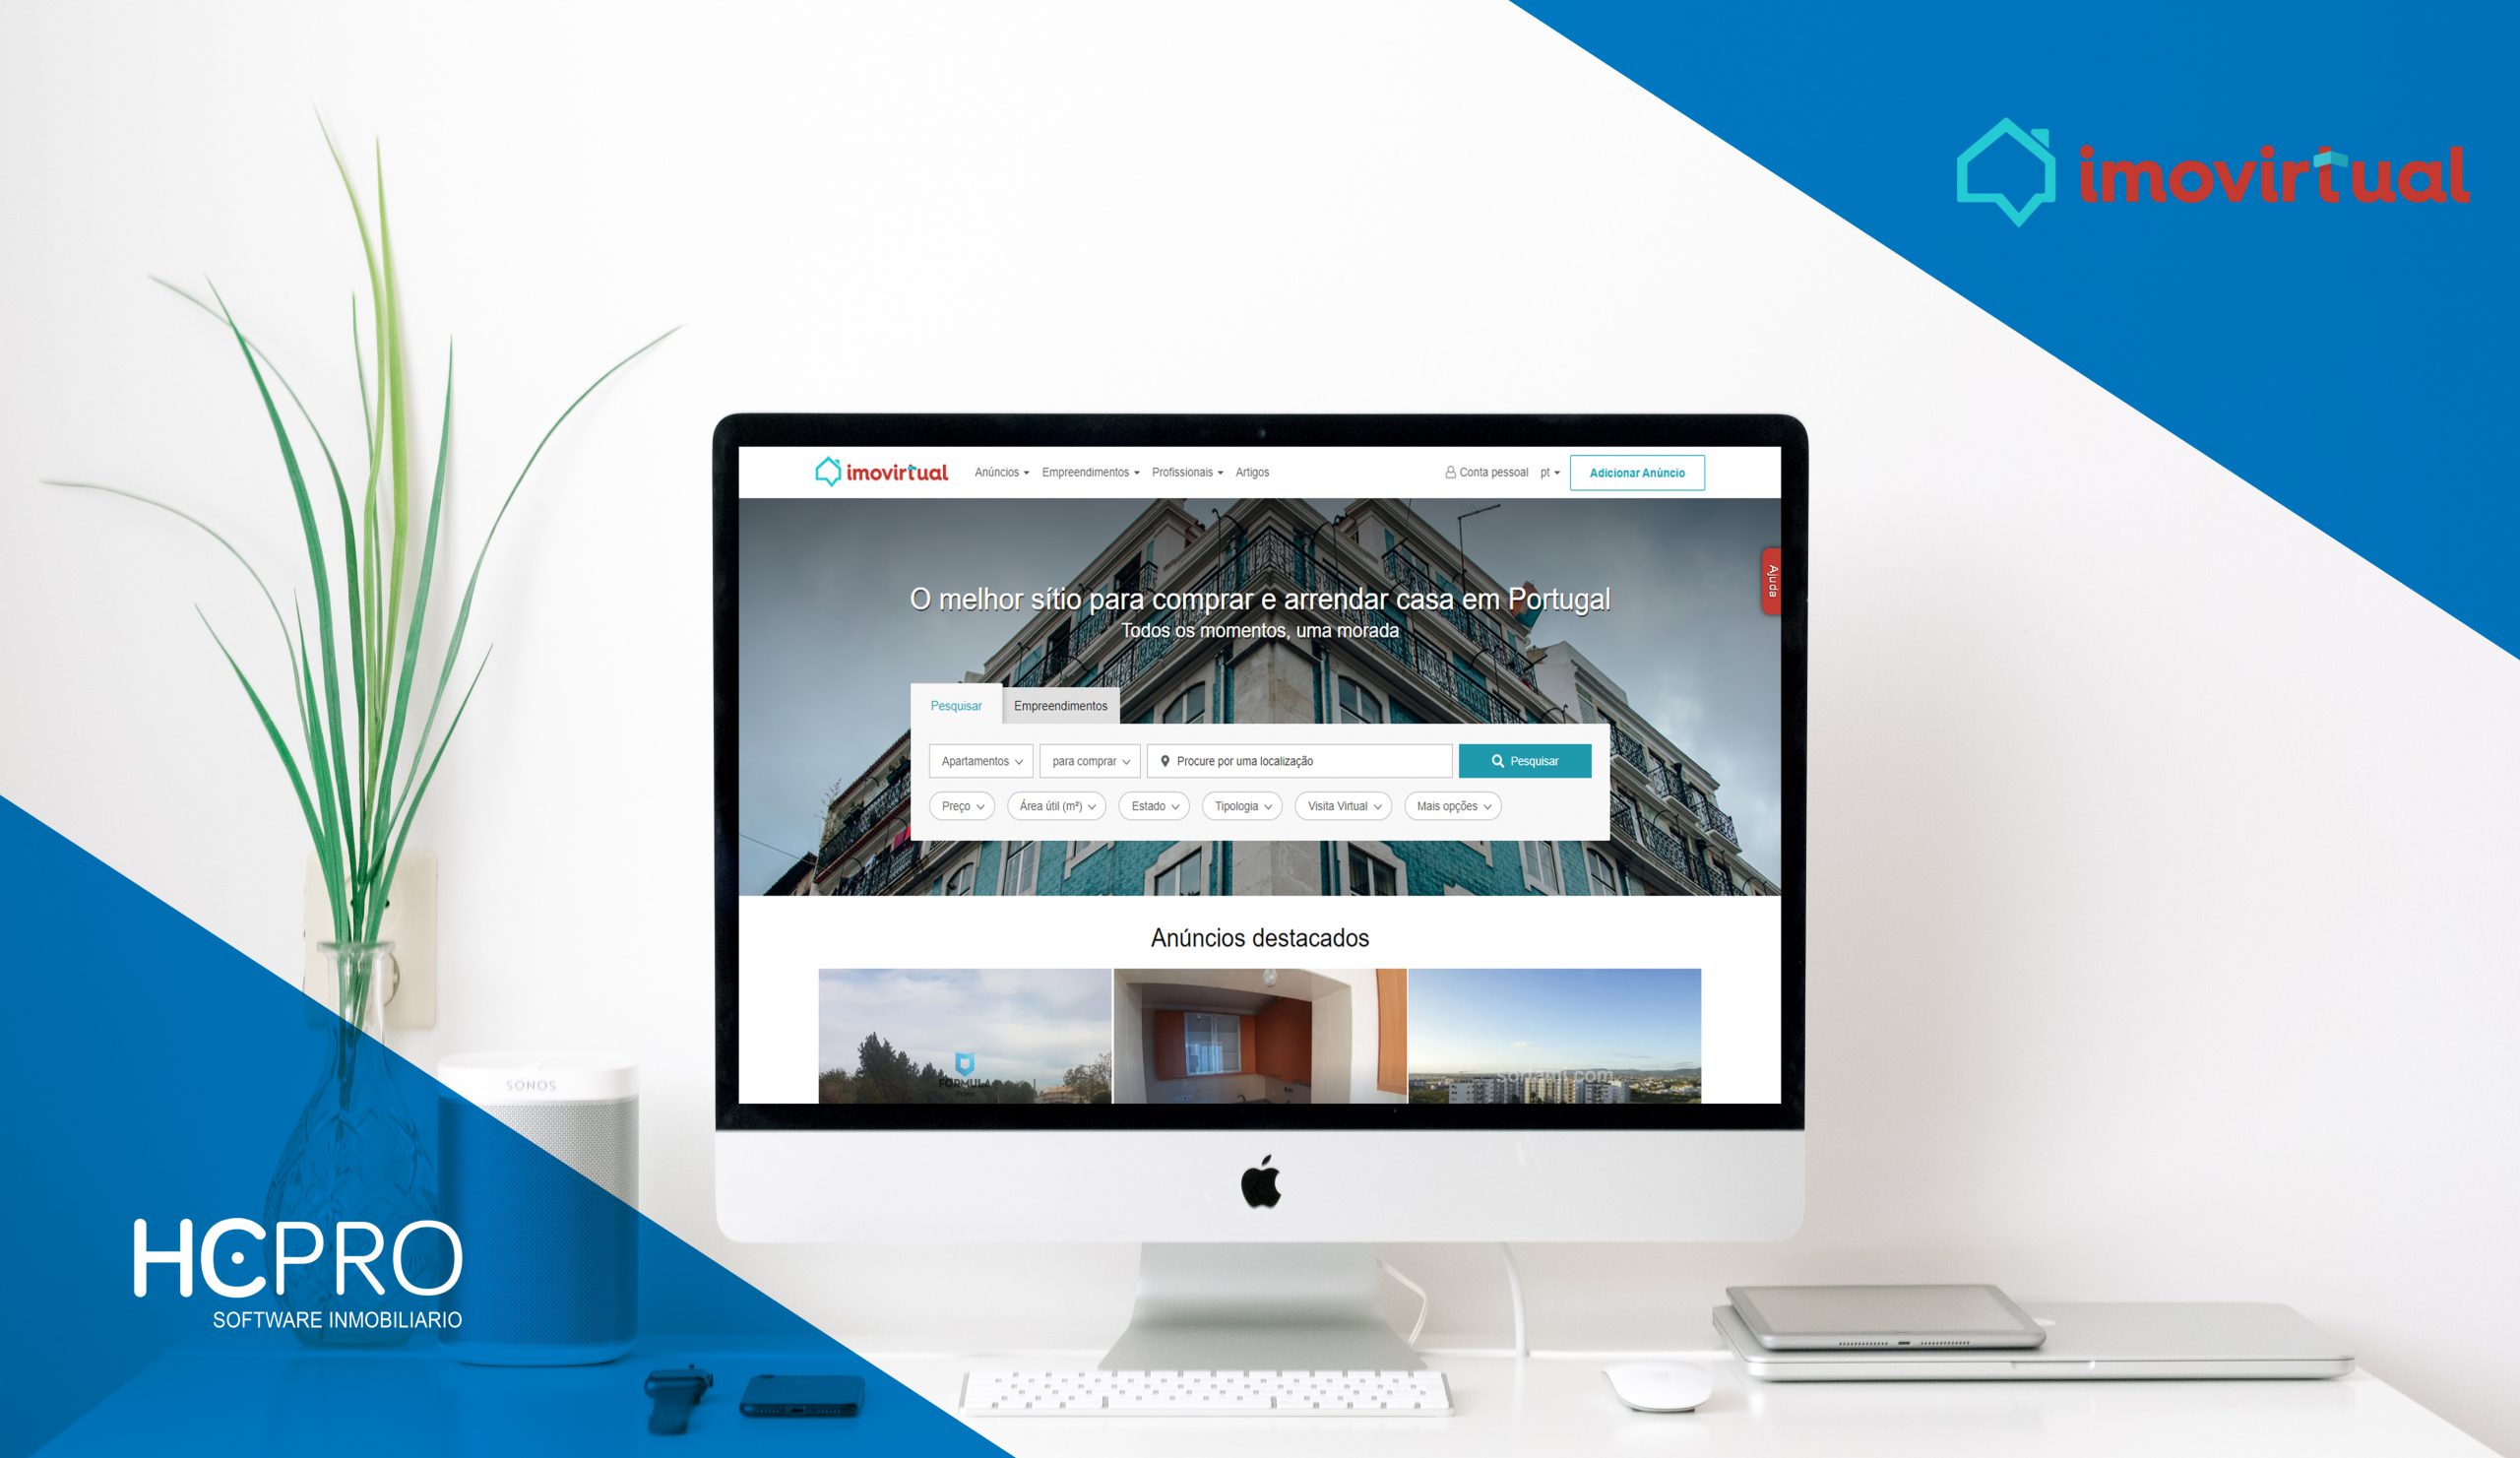 imovirtual
imovirtual Anúncios Empreendimentos Profissionais Artigos Conta pessoal pt Adicionar Anúncio
Ajuda
O melhor sítio para comprar e arrendar casa em Portugal
Todos os momentos, uma morada
Pesquisar Empreendimentos
Apartamentos para comprar Procure por uma localização Pesquisar
Preço Área útil (m²) Estado Tipologia Visita Virtual Mais opções
Anúncios destacados
FORMULA
SONOS
HCPRO
SOFTWARE INMOBILIARIO